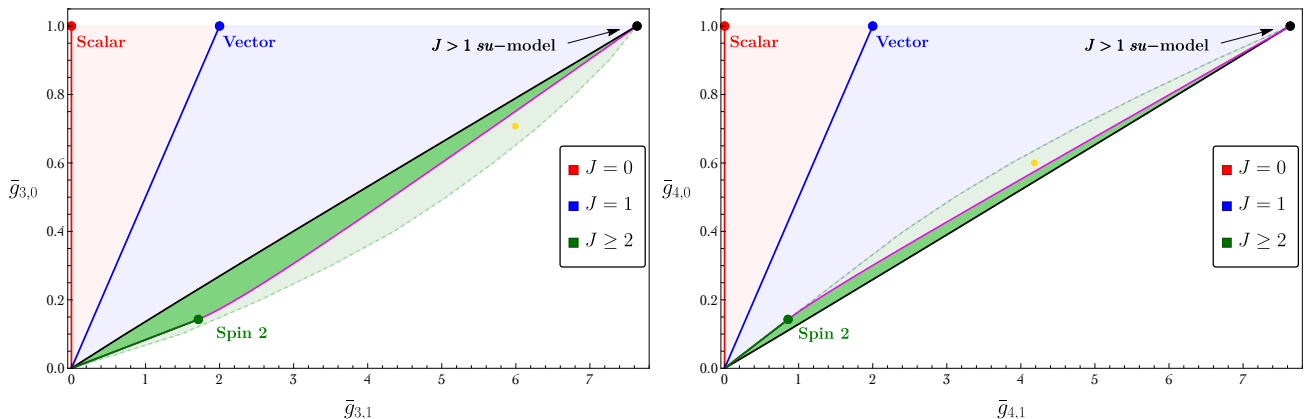 1.0
0.8
0.6
0.4
0.2
0.0
ḡ3,0
Scalar
Vector
J > 1 su−model
Spin 2
J = 0
J = 1
J ≥ 2
0 1 2 3 4 5 6 7
ḡ3,1
1.0
0.8
0.6
0.4
0.2
0.0
ḡ4,0
Scalar
Vector
J > 1 su−model
Spin 2
J = 0
J = 1
J ≥ 2
0 1 2 3 4 5 6 7
ḡ4,1